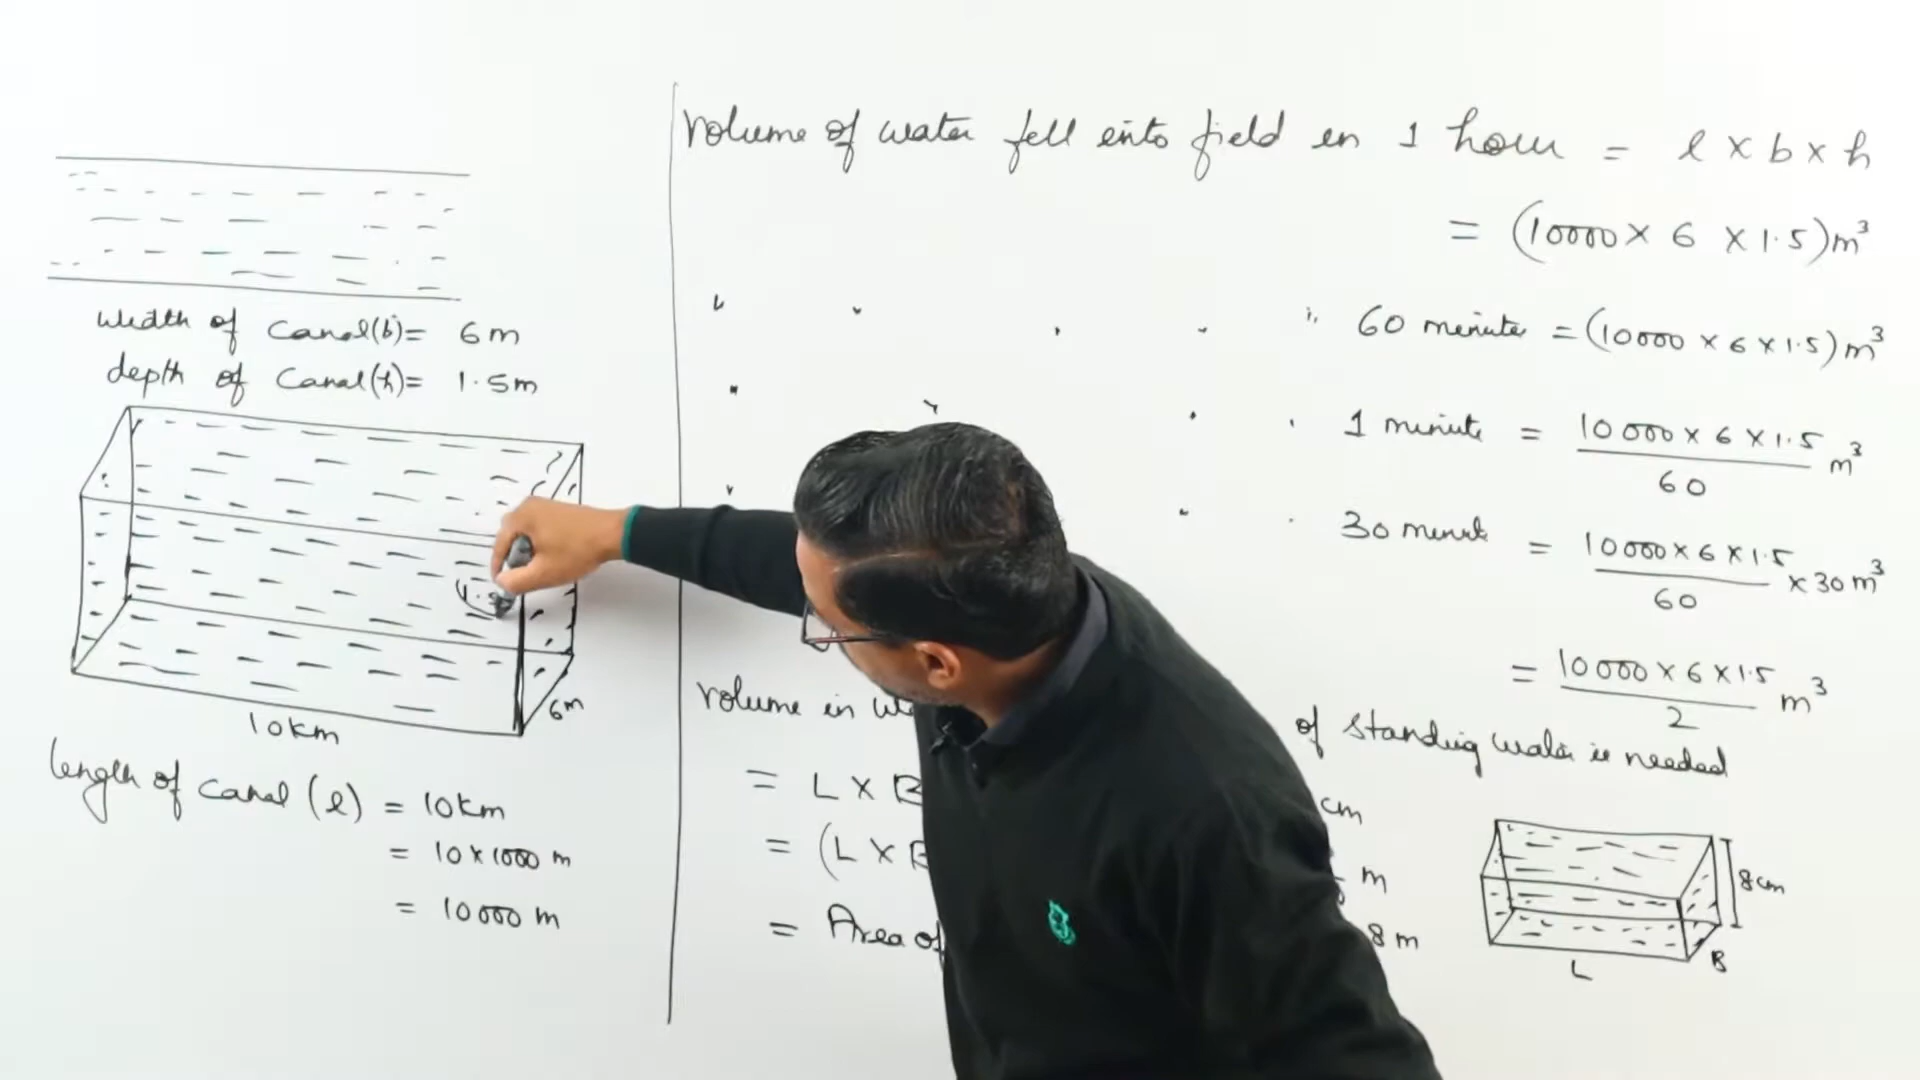 width of canal(b)= 6m
depth of canal(h)= 1.5m
10km
6m
length of canal (l) = 10km
= 10×1000 m
= 10000 m
Volume of water fell into field in 1 hour = l × b × h
= (10000 × 6 × 1.5)m³
" " " " " 60 minutes = (10000 × 6 × 1.5)m³
1 minute = 10000 × 6 × 1.5 / 60 m³
30 minute = 10000 × 6 × 1.5 / 60 × 30 m³
= 10000 × 6 × 1.5 / 2 m³
Volume in
of standing water is needed
= L × B
cm
= (L × B
m
= Area of
8 m
8cm
L
B